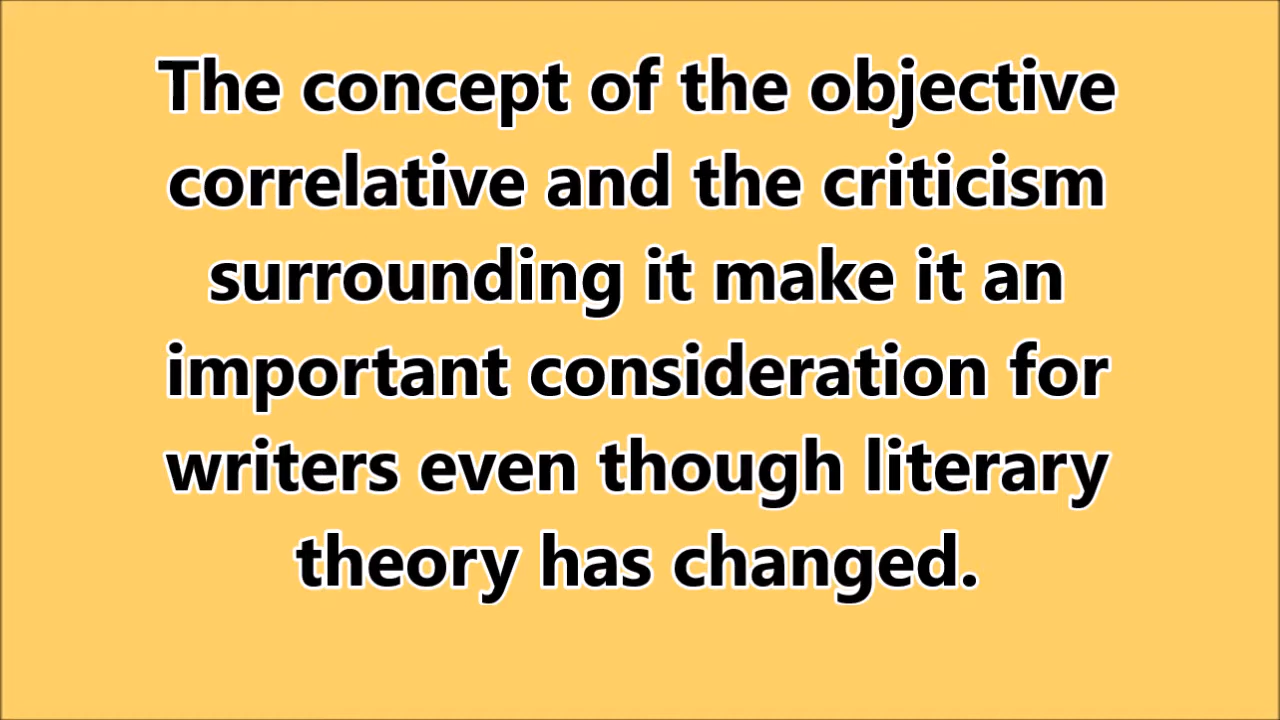 The concept of the objective
correlative and the criticism
surrounding it make it an
important consideration for
writers even though literary
theory has changed.